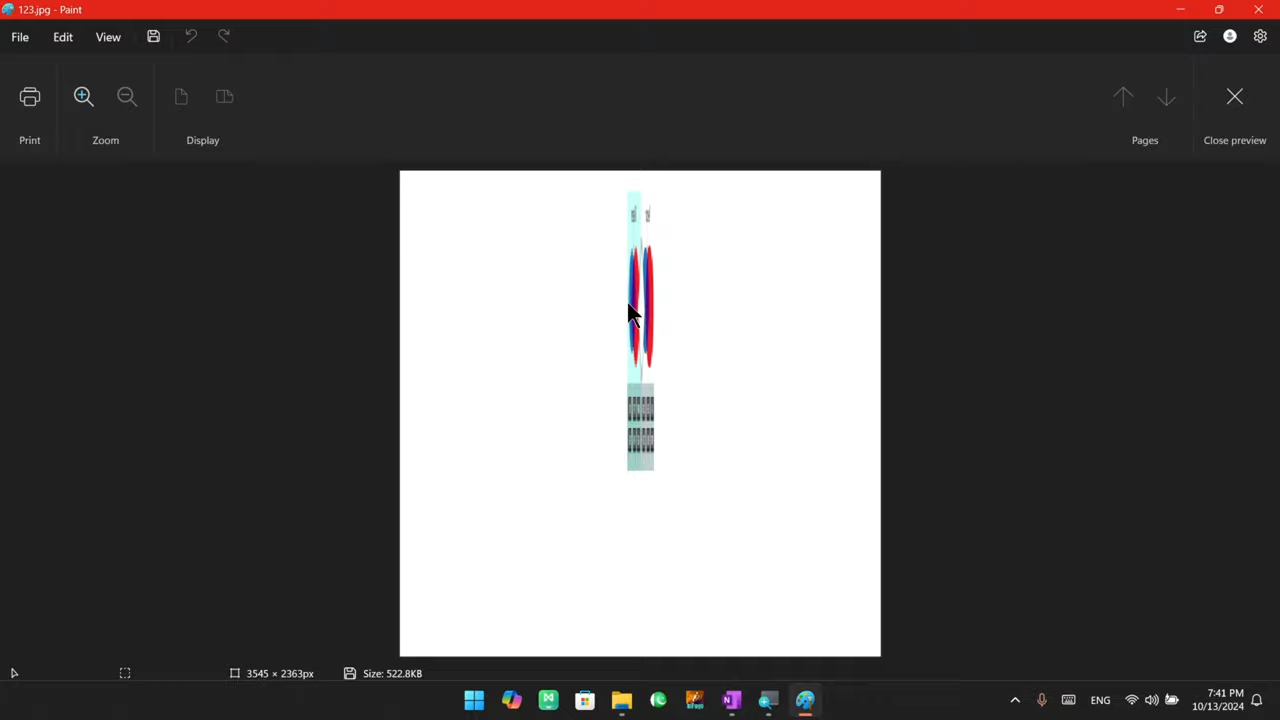 123.jpg - Paint
File Edit View
Print Zoom Display Pages Close preview
3545 × 2363px Size: 522.8KB
ENG 7:41 PM
10/13/2024